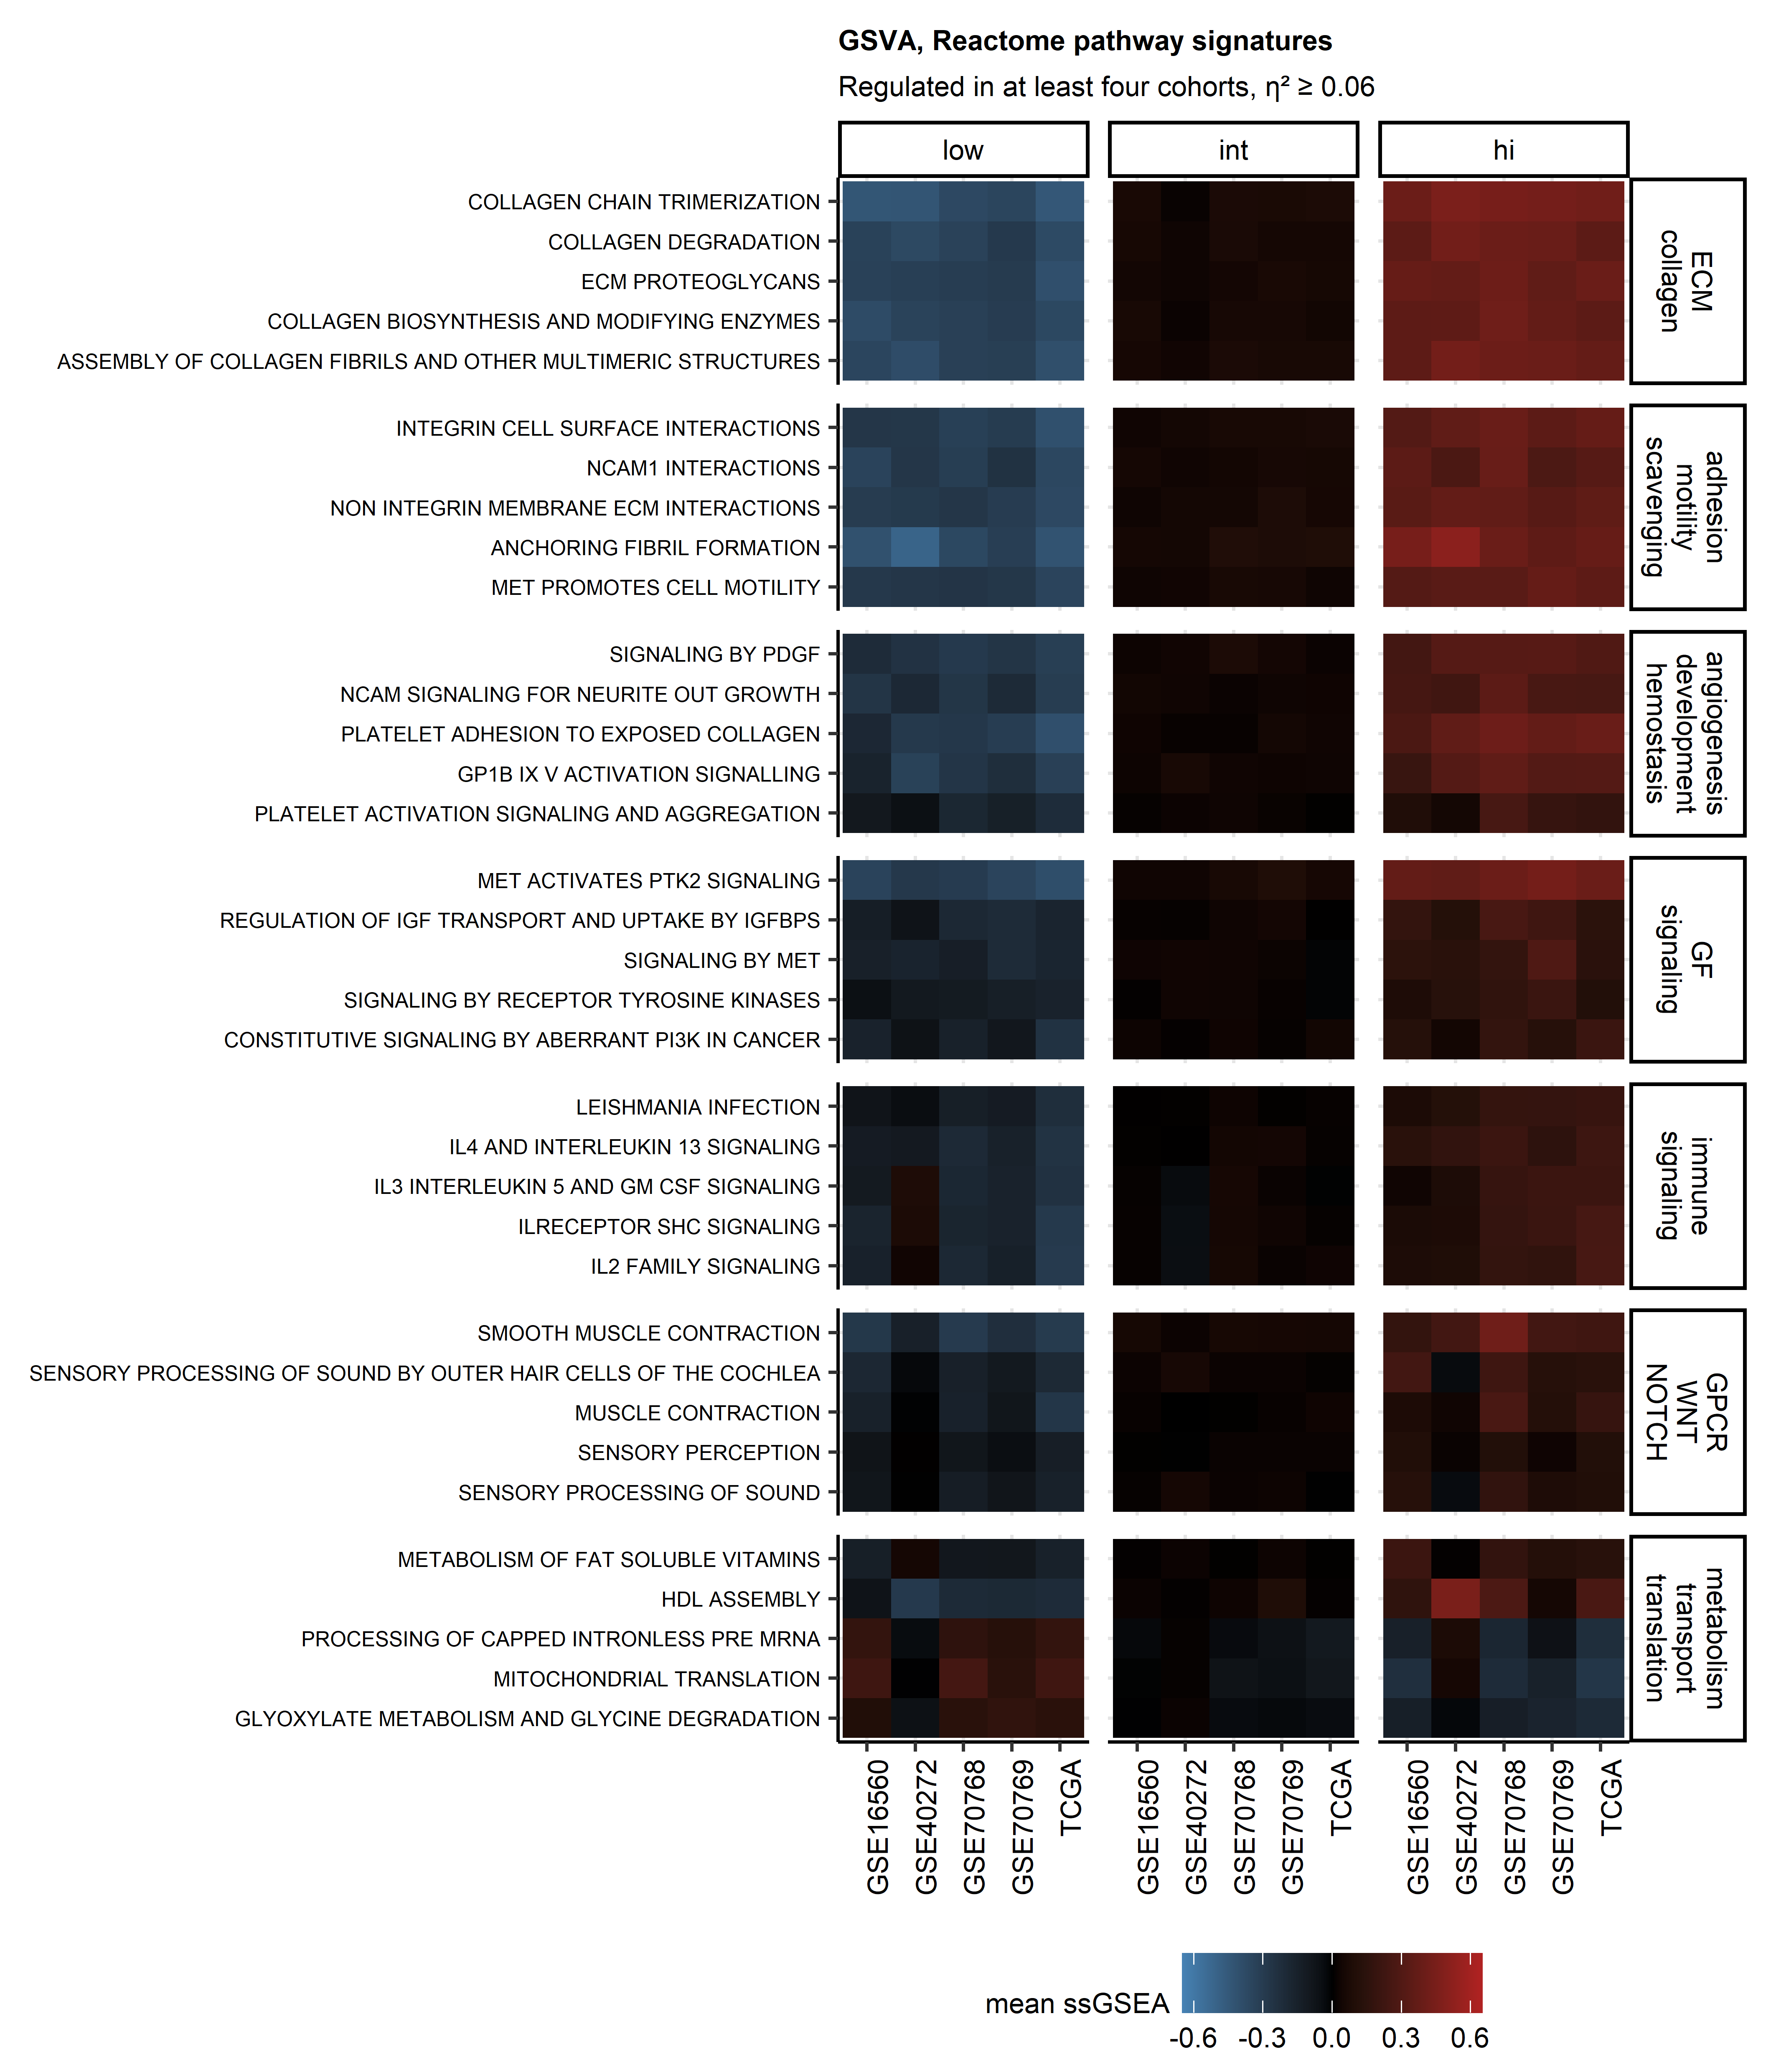 GSVA, Reactome pathway signatures
Regulated in at least four cohorts, η² ≥ 0.06
low
int
hi
COLLAGEN CHAIN TRIMERIZATION
COLLAGEN DEGRADATION
ECM PROTEOGLYCANS
COLLAGEN BIOSYNTHESIS AND MODIFYING ENZYMES
ASSEMBLY OF COLLAGEN FIBRILS AND OTHER MULTIMERIC STRUCTURES
ECM
collagen
INTEGRIN CELL SURFACE INTERACTIONS
NCAM1 INTERACTIONS
NON INTEGRIN MEMBRANE ECM INTERACTIONS
ANCHORING FIBRIL FORMATION
MET PROMOTES CELL MOTILITY
adhesion
motility
scavenging
SIGNALING BY PDGF
NCAM SIGNALING FOR NEURITE OUT GROWTH
PLATELET ADHESION TO EXPOSED COLLAGEN
GP1B IX V ACTIVATION SIGNALLING
PLATELET ACTIVATION SIGNALING AND AGGREGATION
angiogenesis
development
hemostasis
MET ACTIVATES PTK2 SIGNALING
REGULATION OF IGF TRANSPORT AND UPTAKE BY IGFBPS
SIGNALING BY MET
SIGNALING BY RECEPTOR TYROSINE KINASES
CONSTITUTIVE SIGNALING BY ABERRANT PI3K IN CANCER
GF
signaling
LEISHMANIA INFECTION
IL4 AND INTERLEUKIN 13 SIGNALING
IL3 INTERLEUKIN 5 AND GM CSF SIGNALING
ILRECEPTOR SHC SIGNALING
IL2 FAMILY SIGNALING
immune
signaling
SMOOTH MUSCLE CONTRACTION
SENSORY PROCESSING OF SOUND BY OUTER HAIR CELLS OF THE COCHLEA
MUSCLE CONTRACTION
SENSORY PERCEPTION
SENSORY PROCESSING OF SOUND
GPCR
WNT
NOTCH
METABOLISM OF FAT SOLUBLE VITAMINS
HDL ASSEMBLY
PROCESSING OF CAPPED INTRONLESS PRE MRNA
MITOCHONDRIAL TRANSLATION
GLYOXYLATE METABOLISM AND GLYCINE DEGRADATION
metabolism
transport
translation
GSE16560
GSE40272
GSE70768
GSE70769
TCGA
GSE16560
GSE40272
GSE70768
GSE70769
TCGA
GSE16560
GSE40272
GSE70768
GSE70769
TCGA
mean ssGSEA
-0.6 -0.3 0.0 0.3 0.6